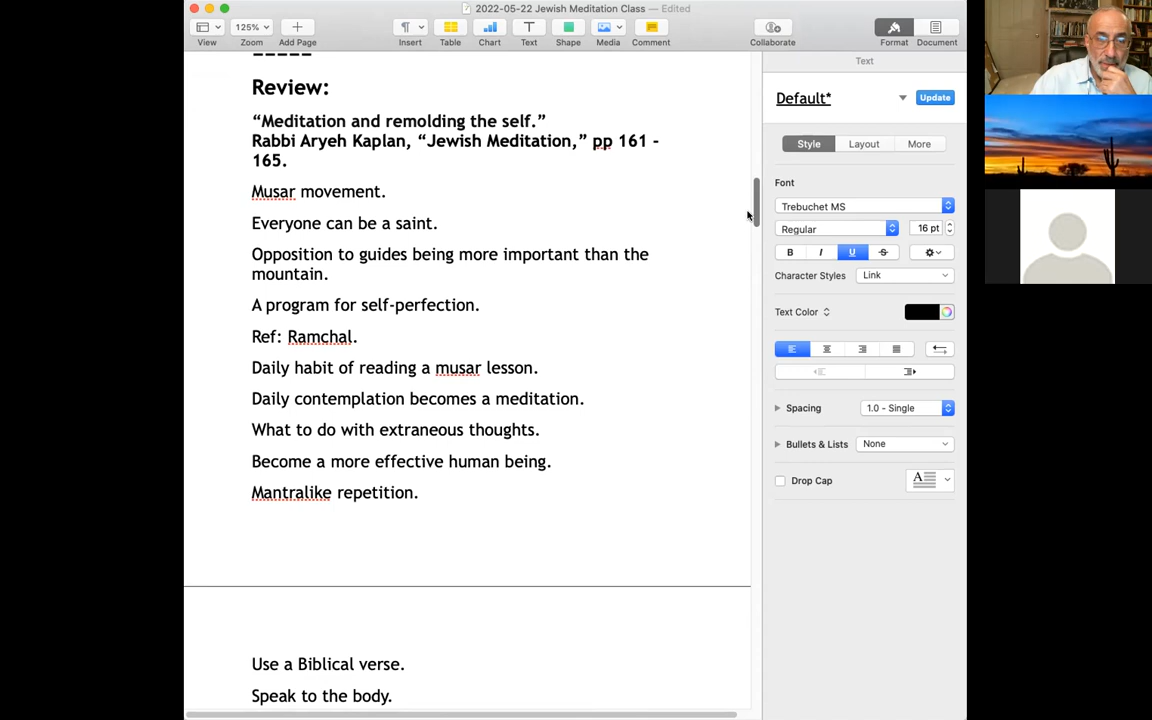 2022-05-22 Jewish Meditation Class — Edited
125%
View Zoom Add Page Insert Table Chart Text Shape Media Comment Collaborate Format Document
Review:
“Meditation and remolding the self.”
Rabbi Aryeh Kaplan, “Jewish Meditation,” pp 161 -
165.
Musar movement.
Everyone can be a saint.
Opposition to guides being more important than the
mountain.
A program for self-perfection.
Ref: Ramchal.
Daily habit of reading a musar lesson.
Daily contemplation becomes a meditation.
What to do with extraneous thoughts.
Become a more effective human being.
Mantralike repetition.
Use a Biblical verse.
Speak to the body.
Text
Default* Update
Style Layout More
Font
Trebuchet MS
Regular 16 pt
B I U S
Character Styles Link
Text Color
Spacing 1.0 - Single
Bullets & Lists None
Drop Cap A